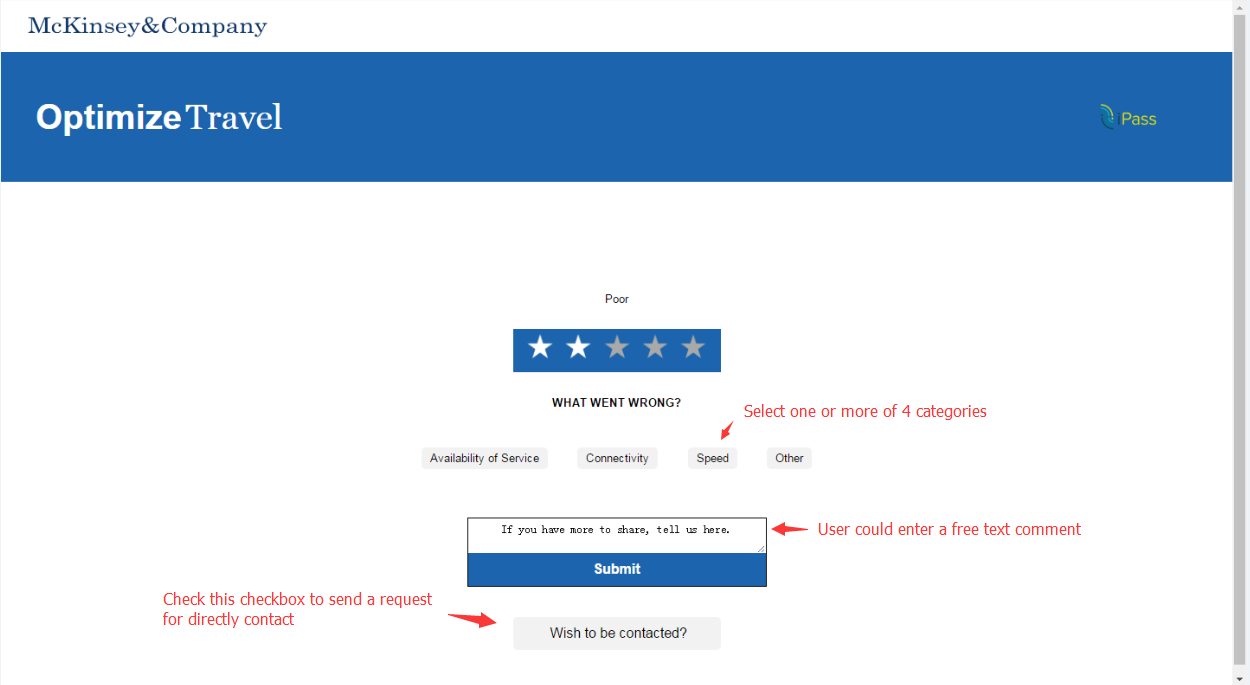 McKinsey&Company
Optimize Travel
iPass
Poor
WHAT WENT WRONG?
Select one or more of 4 categories
Availability of Service Connectivity Speed Other
If you have more to share, tell us here.
User could enter a free text comment
Submit
Check this checkbox to send a request
for directly contact
Wish to be contacted?